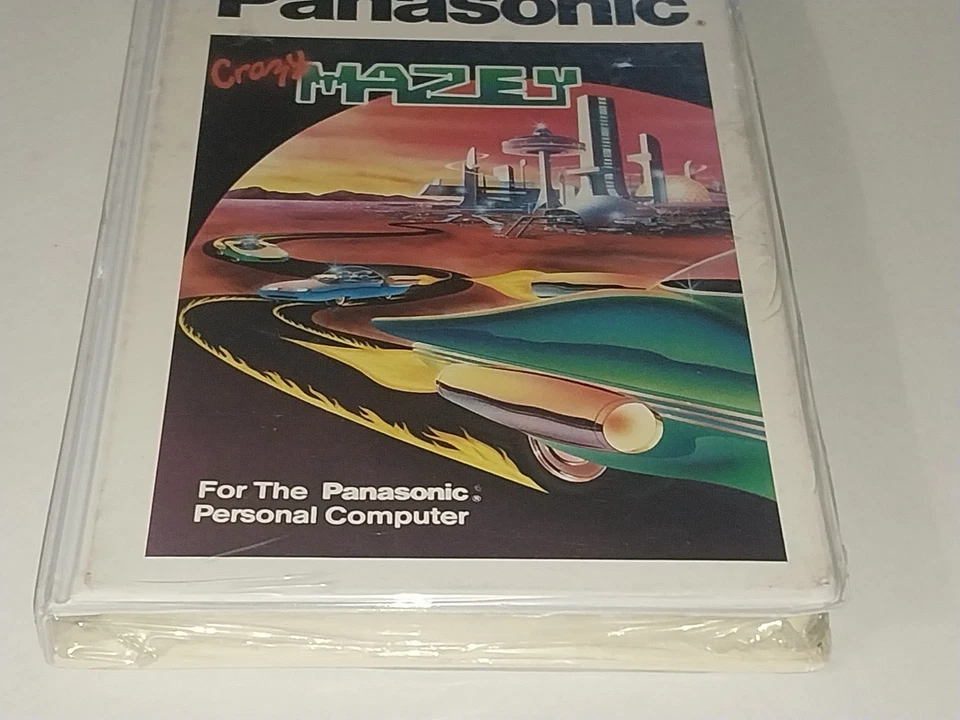 Panasonic®
Crazy MAZEY
For The Panasonic®
Personal Computer